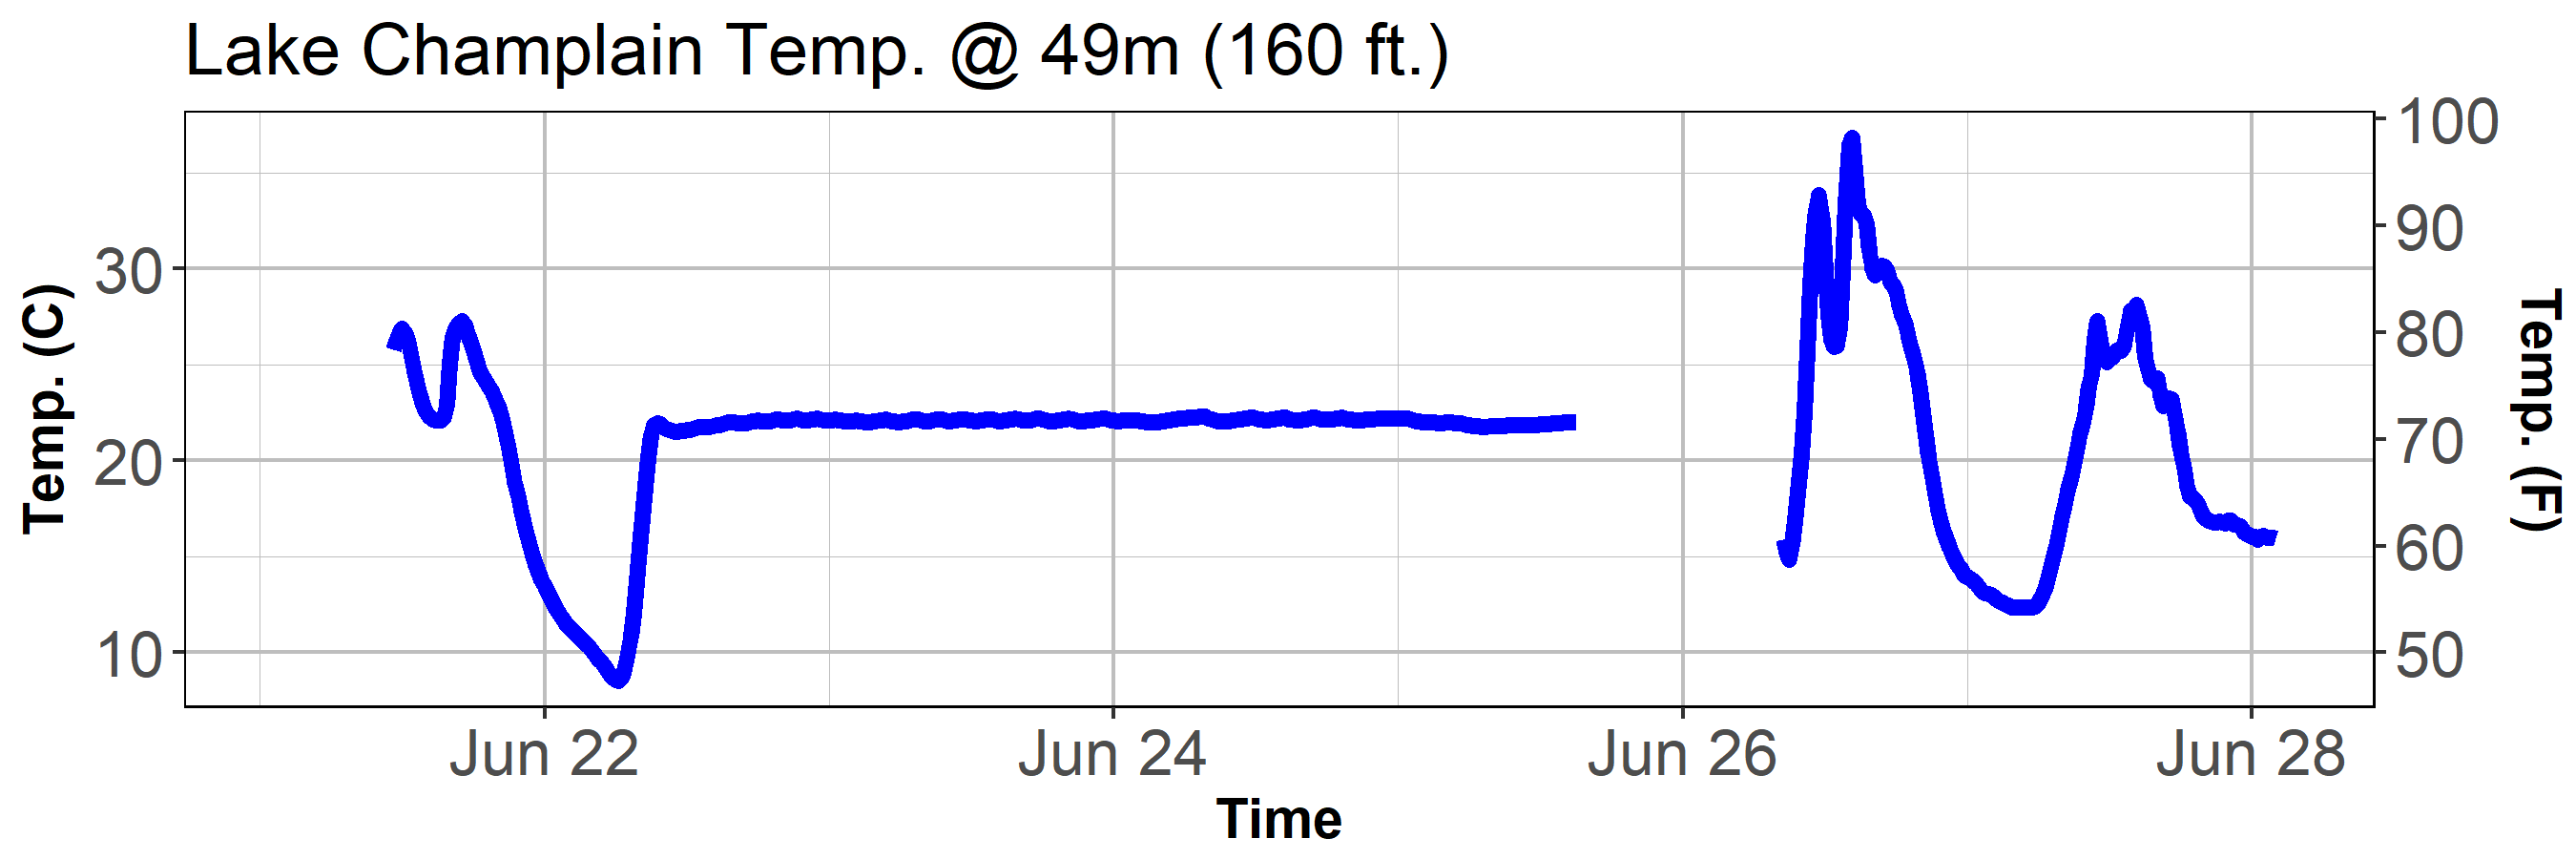 Lake Champlain Temp. @ 49m (160 ft.)
100
90
80
70
60
50
30
20
10
Temp. (C)
Temp. (F)
Jun 22 Jun 24 Jun 26 Jun 28
Time